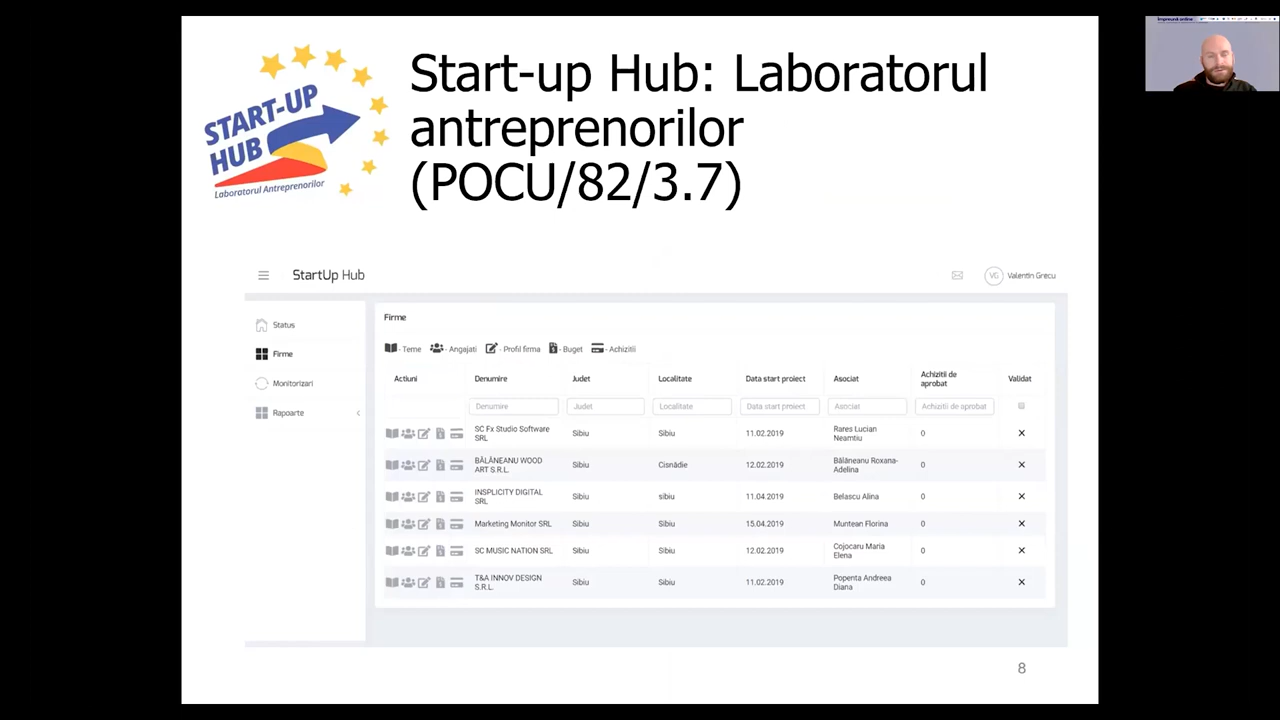 împreună.online
START-UP
HUB
Laboratorul Antreprenorilor
Start-up Hub: Laboratorul
antreprenorilor
(POCU/82/3.7)
StartUp Hub
VG Valentin Grecu
Status
Firme
Monitorizari
Rapoarte
Firme
- Teme - Angajati - Profil firma - Buget - Achizitii
Actiuni Denumire Judet Localitate Data start proiect Asociat Achizitii de aprobat Validat
Denumire Judet Localitate Data start proiect Asociat Achizitii de aprobat
SC Fx Studio Software SRL Sibiu Sibiu 11.02.2019 Rares Lucian Neamtiu 0
BĂLĂNEANU WOOD ART S.R.L. Sibiu Cisnădie 12.02.2019 Bălăneanu Roxana-Adelina 0
INSPLICITY DIGITAL SRL Sibiu sibiu 11.04.2019 Belascu Alina 0
Marketing Monitor SRL Sibiu Sibiu 15.04.2019 Muntean Florina 0
SC MUSIC NATION SRL Sibiu Sibiu 12.02.2019 Cojocaru Maria Elena 0
T&A INNOV DESIGN S.R.L. Sibiu Sibiu 11.02.2019 Popenta Andreea Diana 0
8